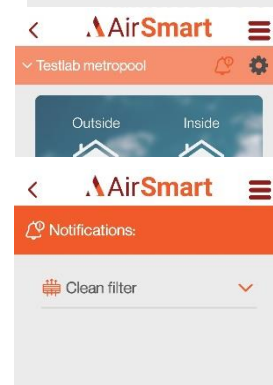 AirSmart
Testlab metropool
Outside Inside
AirSmart
Notifications:
Clean filter